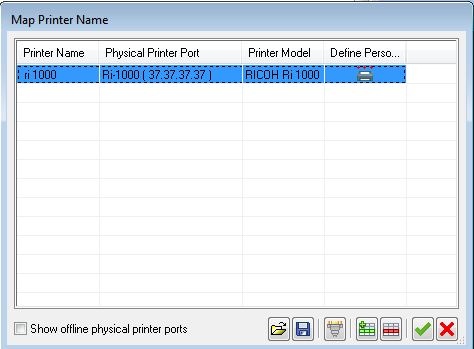 Map Printer Name
Printer Name Physical Printer Port Printer Model Define Perso...
ri 1000 Ri-1000 ( 37.37.37.37 ) RICOH Ri 1000
Show offline physical printer ports